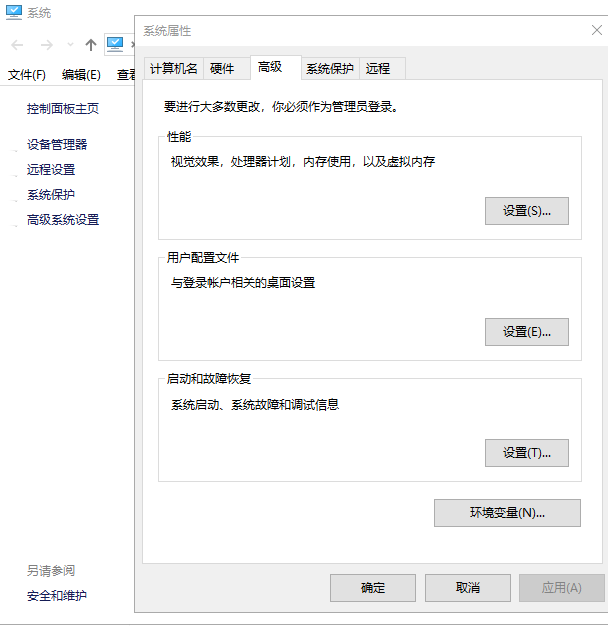 系统
系统属性
文件(F) 编辑(E) 查看
计算机名 硬件 高级 系统保护 远程
控制面板主页
设备管理器
远程设置
系统保护
高级系统设置
要进行大多数更改，你必须作为管理员登录。
性能
视觉效果，处理器计划，内存使用，以及虚拟内存
设置(S)...
用户配置文件
与登录帐户相关的桌面设置
设置(E)...
启动和故障恢复
系统启动、系统故障和调试信息
设置(T)...
环境变量(N)...
另请参阅
安全和维护
确定 取消 应用(A)